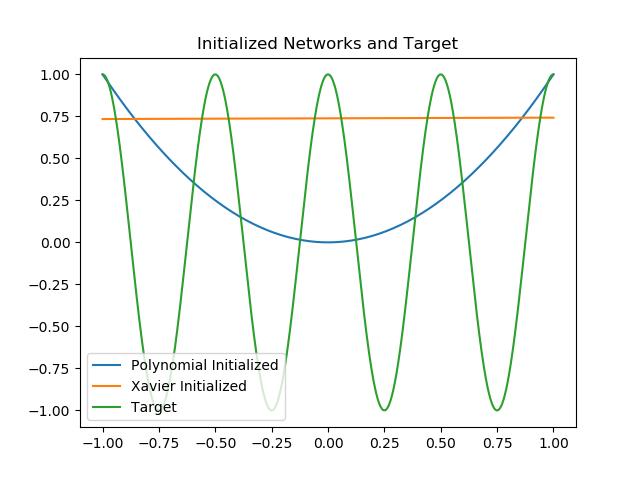 Initialized Networks and Target
1.00
0.75
0.50
0.25
0.00
−0.25
−0.50
−0.75
−1.00
Polynomial Initialized
Xavier Initialized
Target
−1.00 −0.75 −0.50 −0.25 0.00 0.25 0.50 0.75 1.00